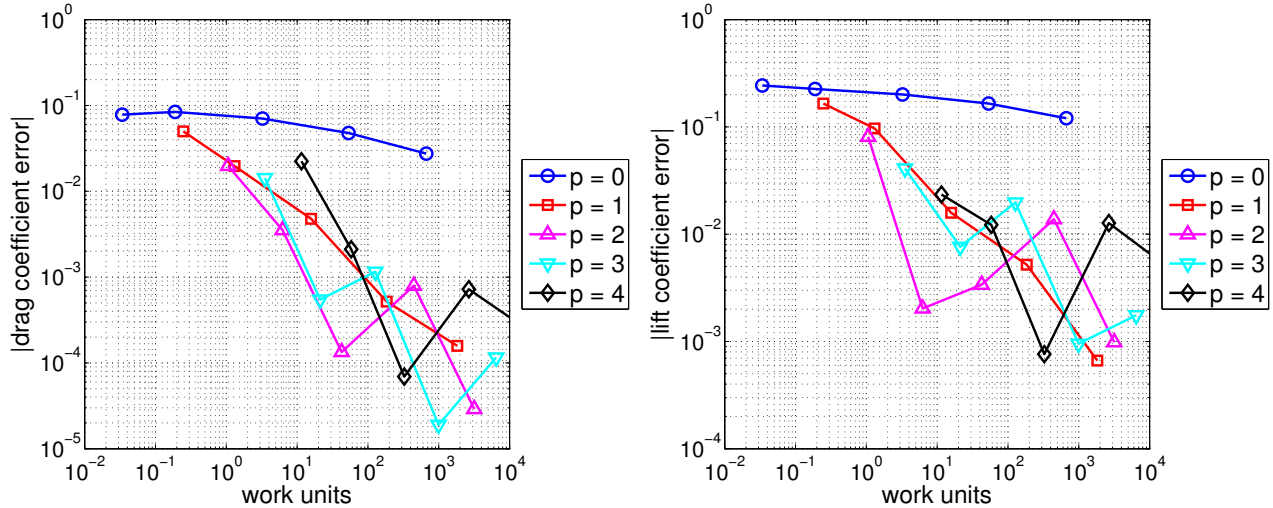 10^0
10^−1
10^−2
10^−3
10^−4
10^−5
|drag coefficient error|
10^−2 10^−1 10^0 10^1 10^2 10^3 10^4
work units
p = 0
p = 1
p = 2
p = 3
p = 4
10^0
10^−1
10^−2
10^−3
10^−4
|lift coefficient error|
10^−2 10^−1 10^0 10^1 10^2 10^3 10^4
work units
p = 0
p = 1
p = 2
p = 3
p = 4